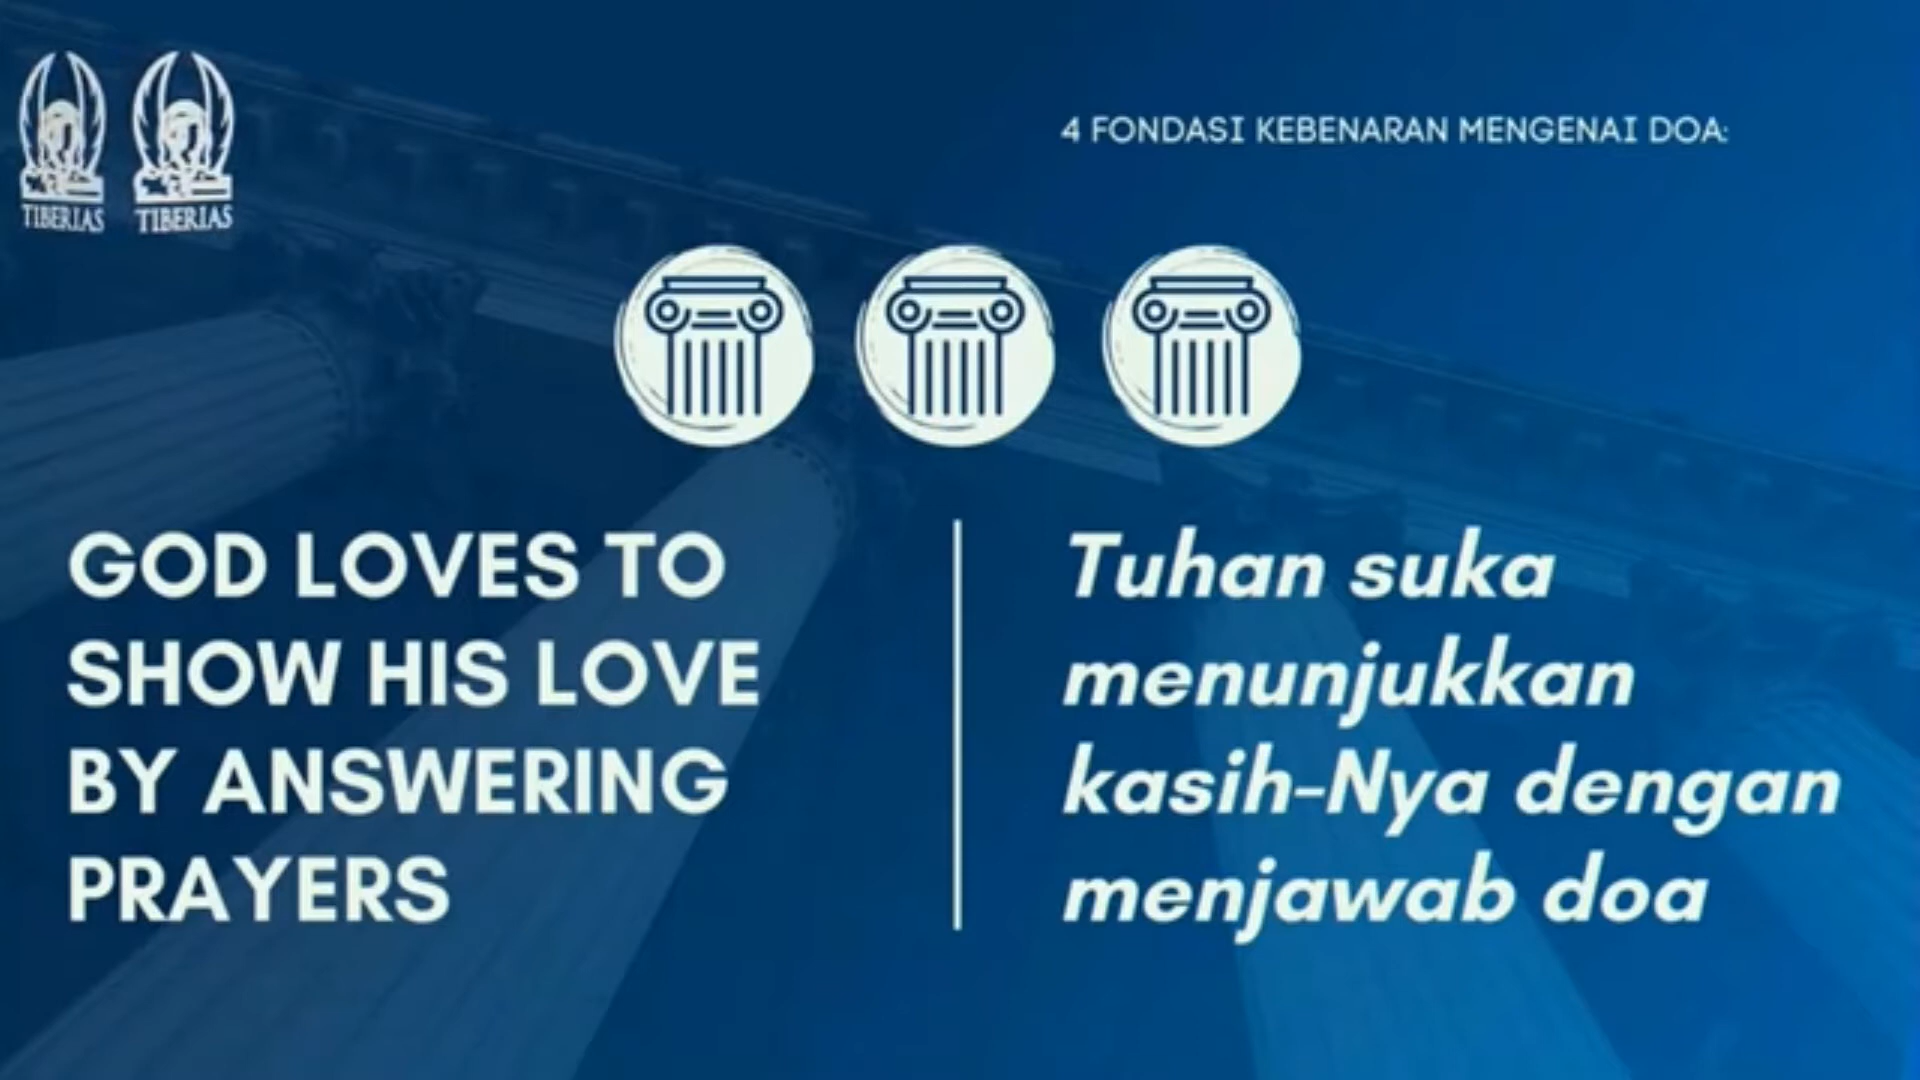 TIBERIAS
TIBERIAS
4 FONDASI KEBENARAN MENGENAI DOA:
GOD LOVES TO
SHOW HIS LOVE
BY ANSWERING
PRAYERS
Tuhan suka
menunjukkan
kasih-Nya dengan
menjawab doa